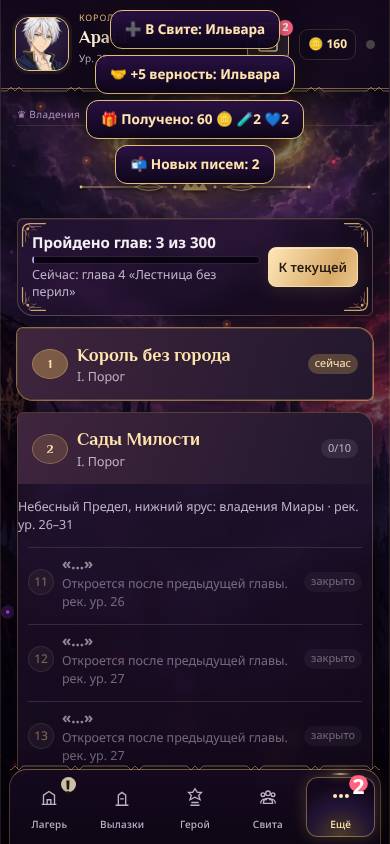 КОРОЛ
Ара
Ур. 2
2
160
➕ В Свите: Ильвара
🤝 +5 верность: Ильвара
♛ Владения
🎁 Получено: 60 🪙 🧪2 💙2
📬 Новых писем: 2
Пройдено глав: 3 из 300
Сейчас: глава 4 «Лестница без
перил»
К текущей
1
Король без города
I. Порог
сейчас
2
Сады Милости
I. Порог
0/10
Небесный Предел, нижний ярус: владения Миары · рек.
ур. 26–31
11
«…»
Откроется после предыдущей главы.
рек. ур. 26
закрыто
12
«…»
Откроется после предыдущей главы.
рек. ур. 27
закрыто
13
«…»
Откроется после предыдущей главы.
рек. ур. 27
закрыто
!
2
Лагерь
Вылазки
Герой
Свита
Ещё